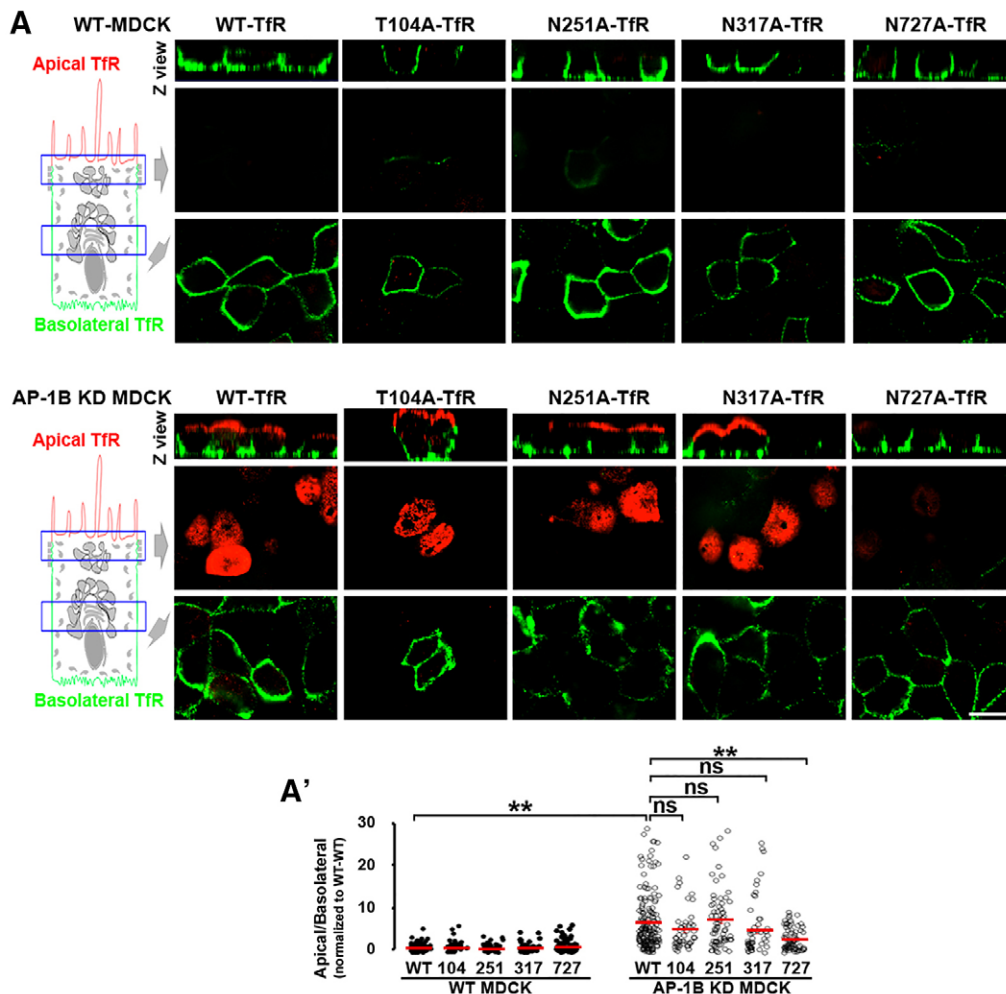 A
WT-MDCK WT-TfR T104A-TfR N251A-TfR N317A-TfR N727A-TfR
Apical TfR
Z view
Basolateral TfR
AP-1B KD MDCK WT-TfR T104A-TfR N251A-TfR N317A-TfR N727A-TfR
Apical TfR
Z view
Basolateral TfR
A'
**
ns
ns
** ns
Apical/Basolateral
(normalized to WT-WT)
30
20
10
0
WT 104 251 317 727 WT 104 251 317 727
WT MDCK AP-1B KD MDCK